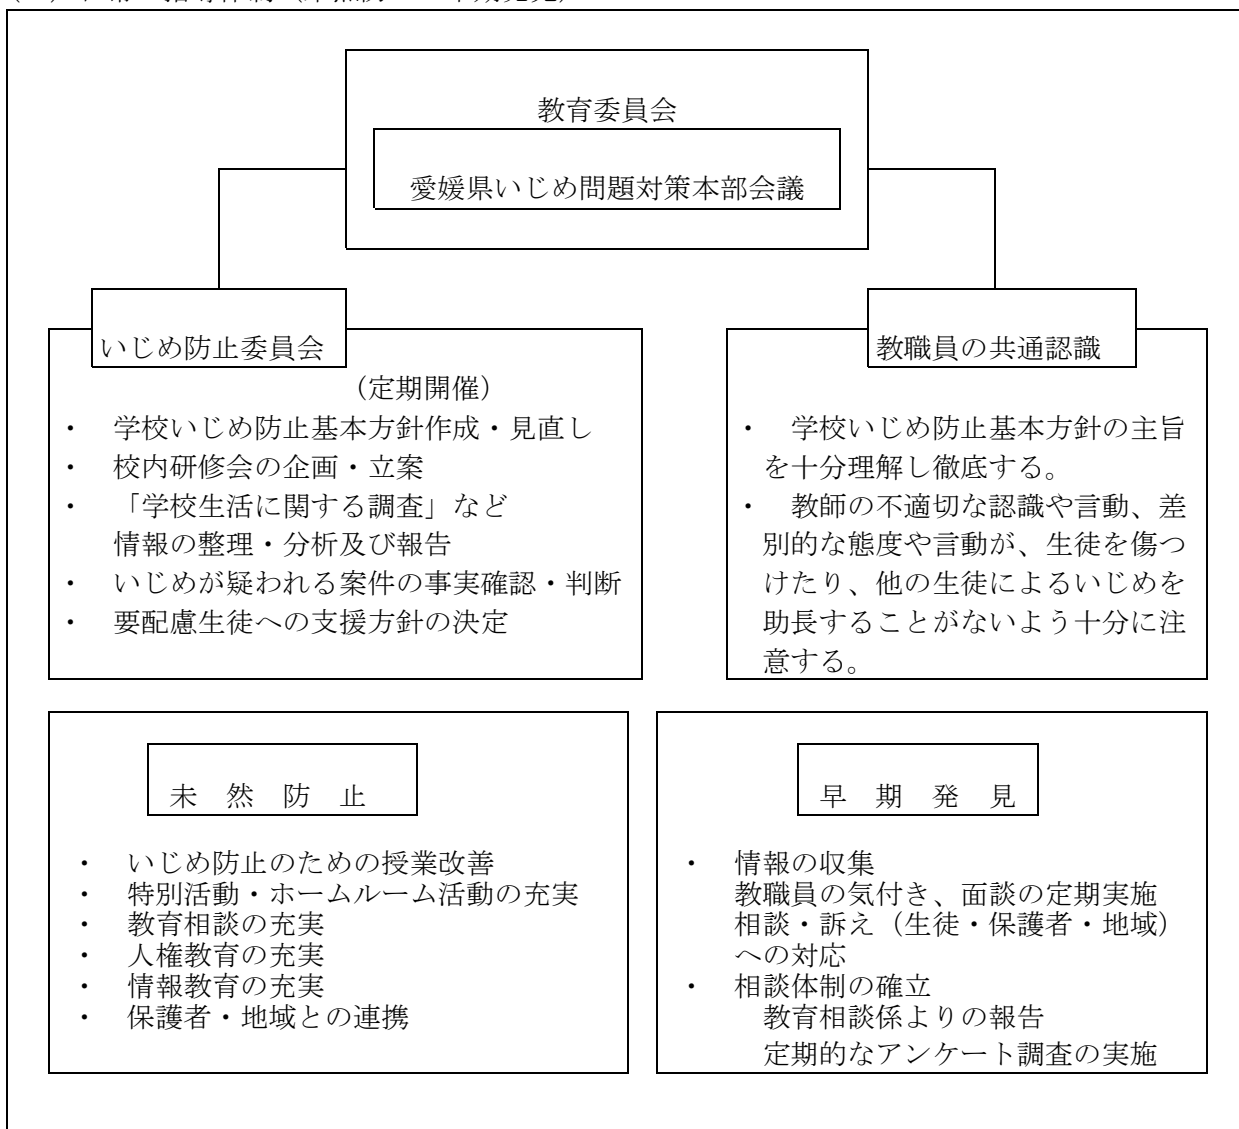 教育委員会
愛媛県いじめ問題対策本部会議
いじめ防止委員会
（定期開催）
・　学校いじめ防止基本方針作成・見直し
・　校内研修会の企画・立案
・　「学校生活に関する調査」など
情報の整理・分析及び報告
・　いじめが疑われる案件の事実確認・判断
・　要配慮生徒への支援方針の決定
教職員の共通認識
・　学校いじめ防止基本方針の主旨
を十分理解し徹底する。
・　教師の不適切な認識や言動、差
別的な態度や言動が、生徒を傷つ
けたり、他の生徒によるいじめを
助長することがないよう十分に注
意する。
未　然　防　止
・　いじめ防止のための授業改善
・　特別活動・ホームルーム活動の充実
・　教育相談の充実
・　人権教育の充実
・　情報教育の充実
・　保護者・地域との連携
早　期　発　見
・　情報の収集
教職員の気付き、面談の定期実施
相談・訴え（生徒・保護者・地域）
への対応
・　相談体制の確立
教育相談係よりの報告
定期的なアンケート調査の実施